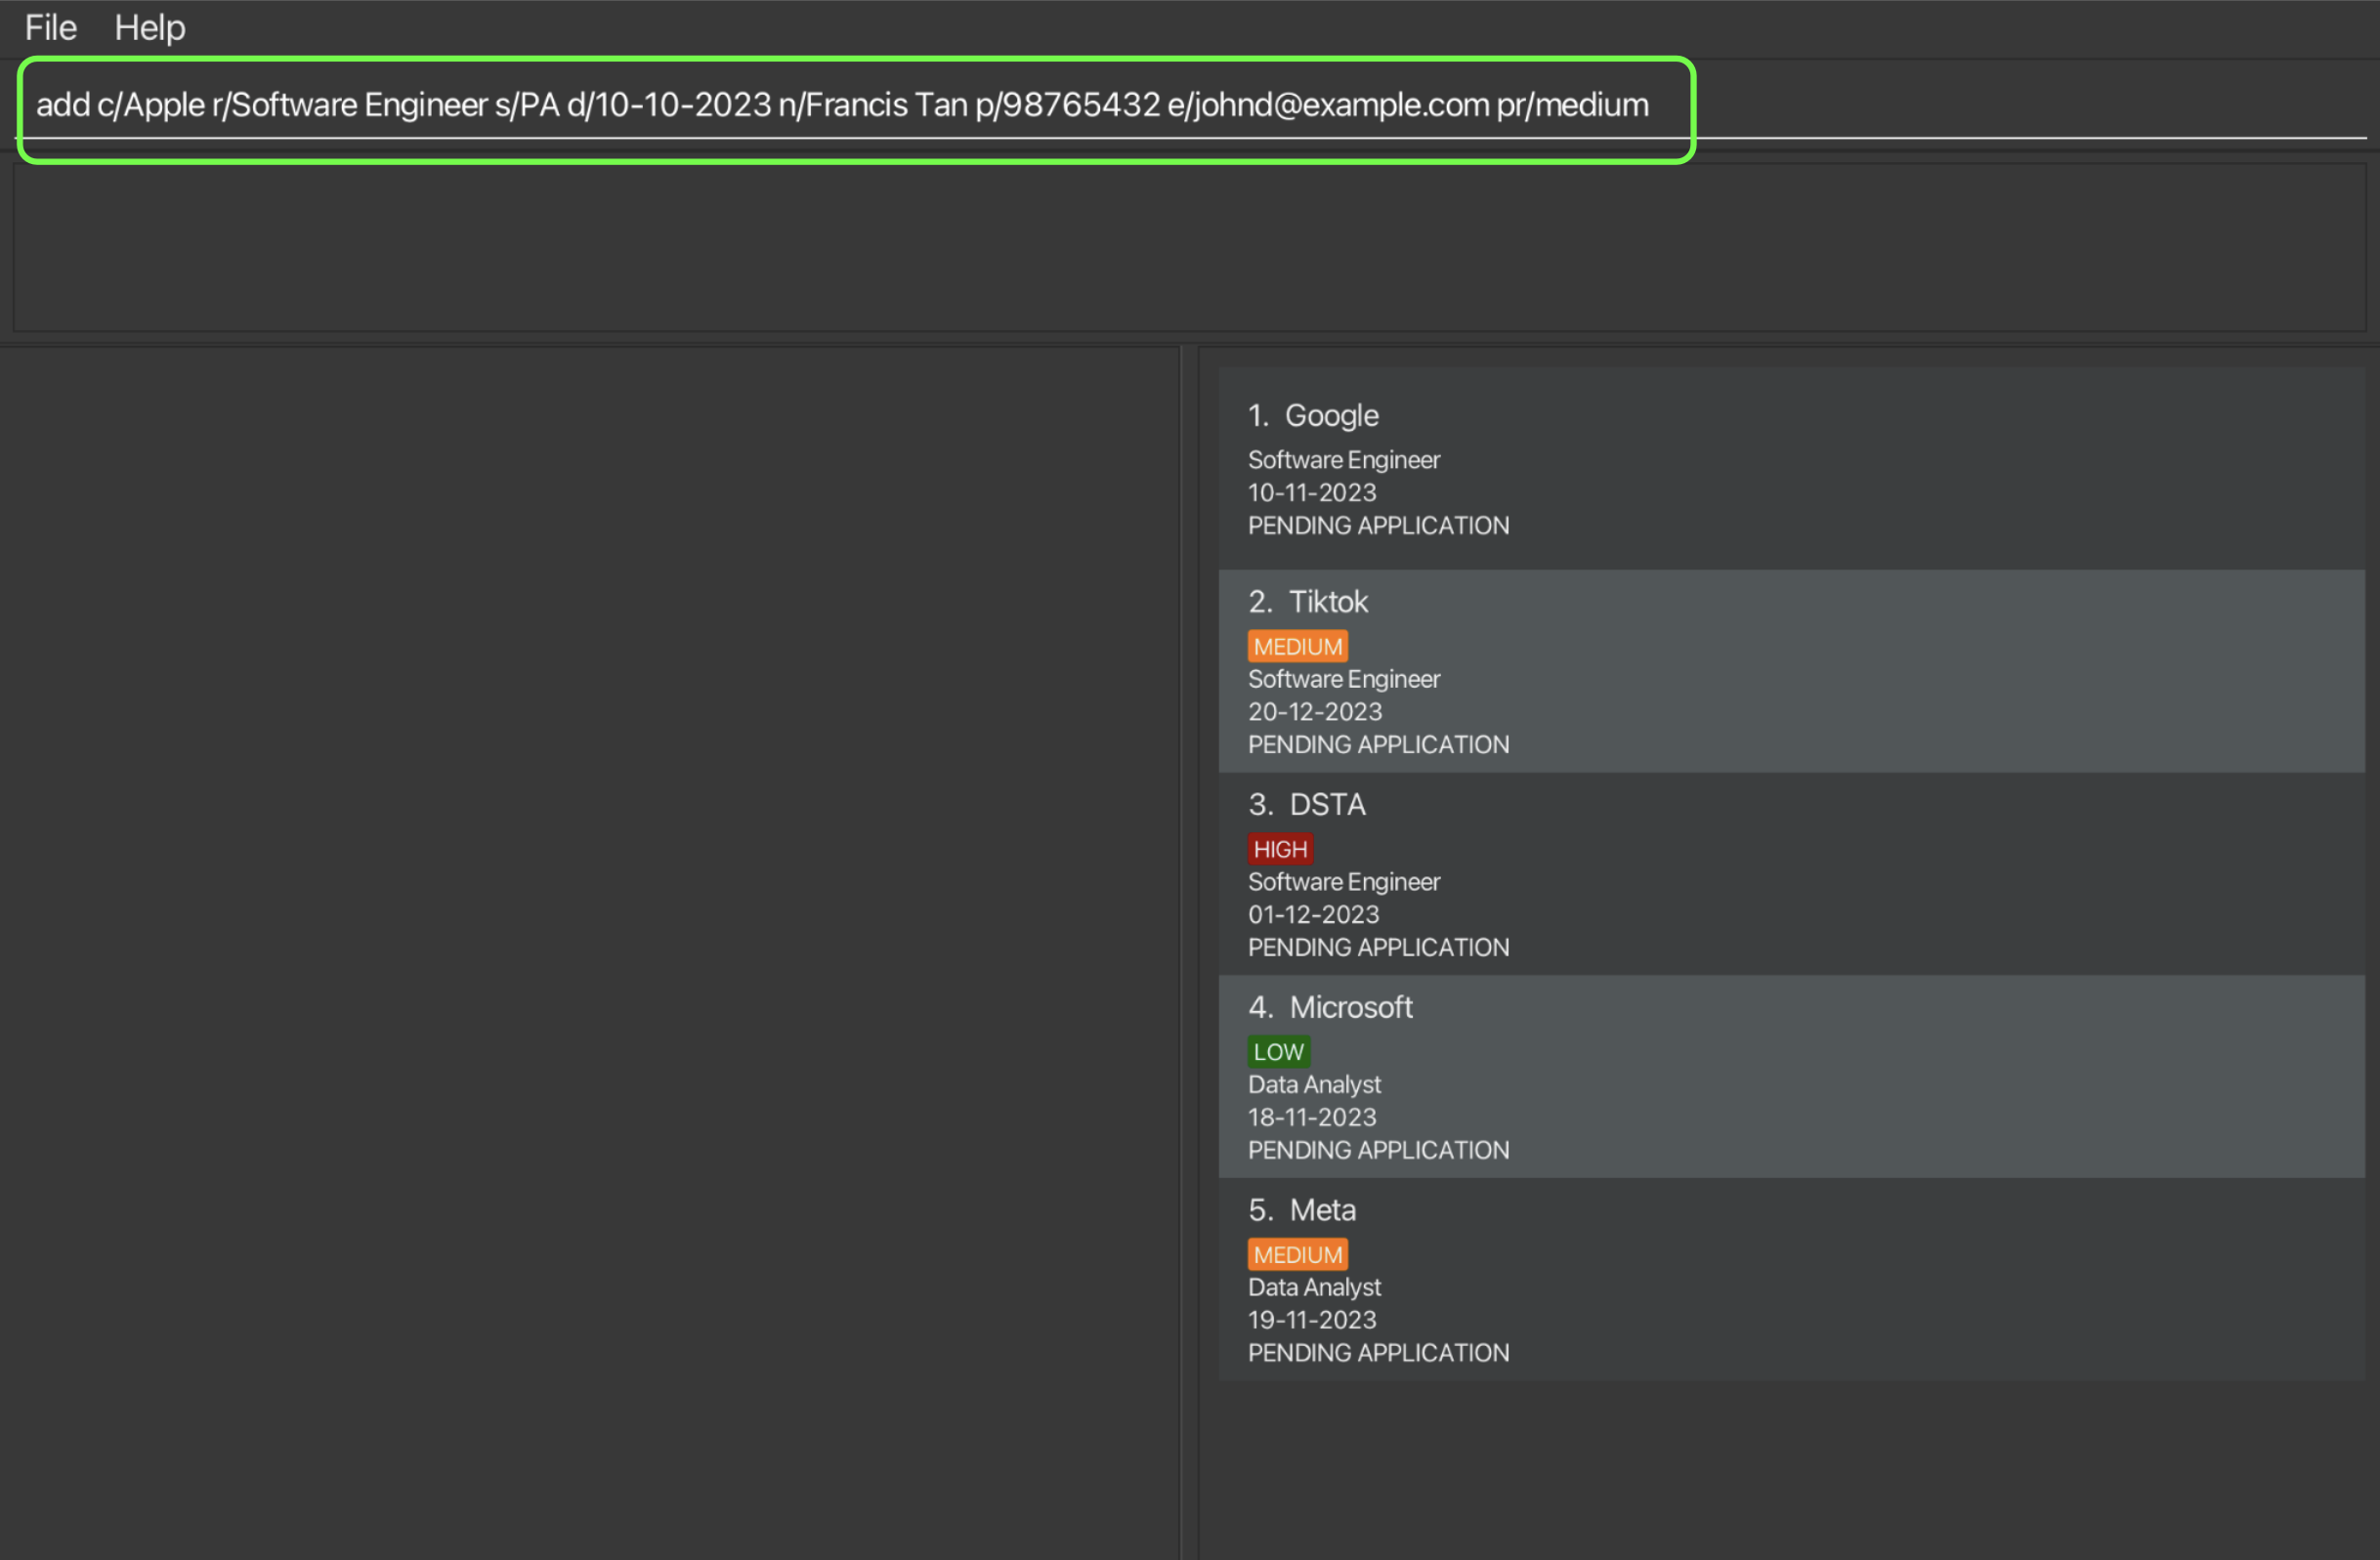 File Help
add c/Apple r/Software Engineer s/PA d/10-10-2023 n/Francis Tan p/98765432 e/johnd@example.com pr/medium
1. Google
Software Engineer
10-11-2023
PENDING APPLICATION
2. Tiktok
MEDIUM
Software Engineer
20-12-2023
PENDING APPLICATION
3. DSTA
HIGH
Software Engineer
01-12-2023
PENDING APPLICATION
4. Microsoft
LOW
Data Analyst
18-11-2023
PENDING APPLICATION
5. Meta
MEDIUM
Data Analyst
19-11-2023
PENDING APPLICATION